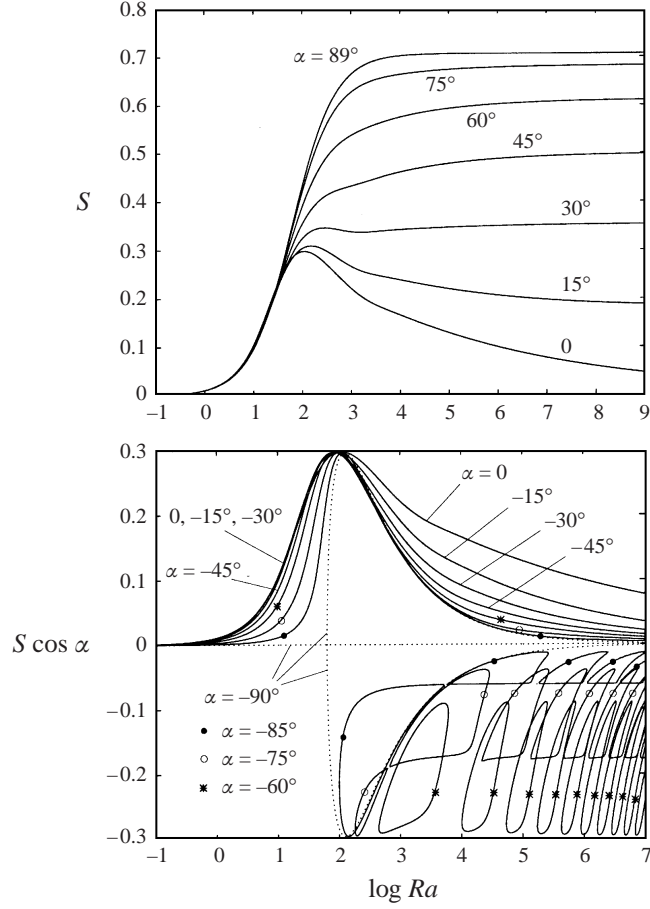 0.8
0.7
0.6
0.5
0.4
0.3
0.2
0.1
0
S
α = 89°
75°
60°
45°
30°
15°
0
–1 0 1 2 3 4 5 6 7 8 9
0.3
0.2
0.1
0
–0.1
–0.2
–0.3
S cos α
α = 0
–15°
–30°
–45°
0, –15°, –30°
α = –45°
α = –90°
α = –85°
α = –75°
α = –60°
–1 0 1 2 3 4 5 6 7
log Ra